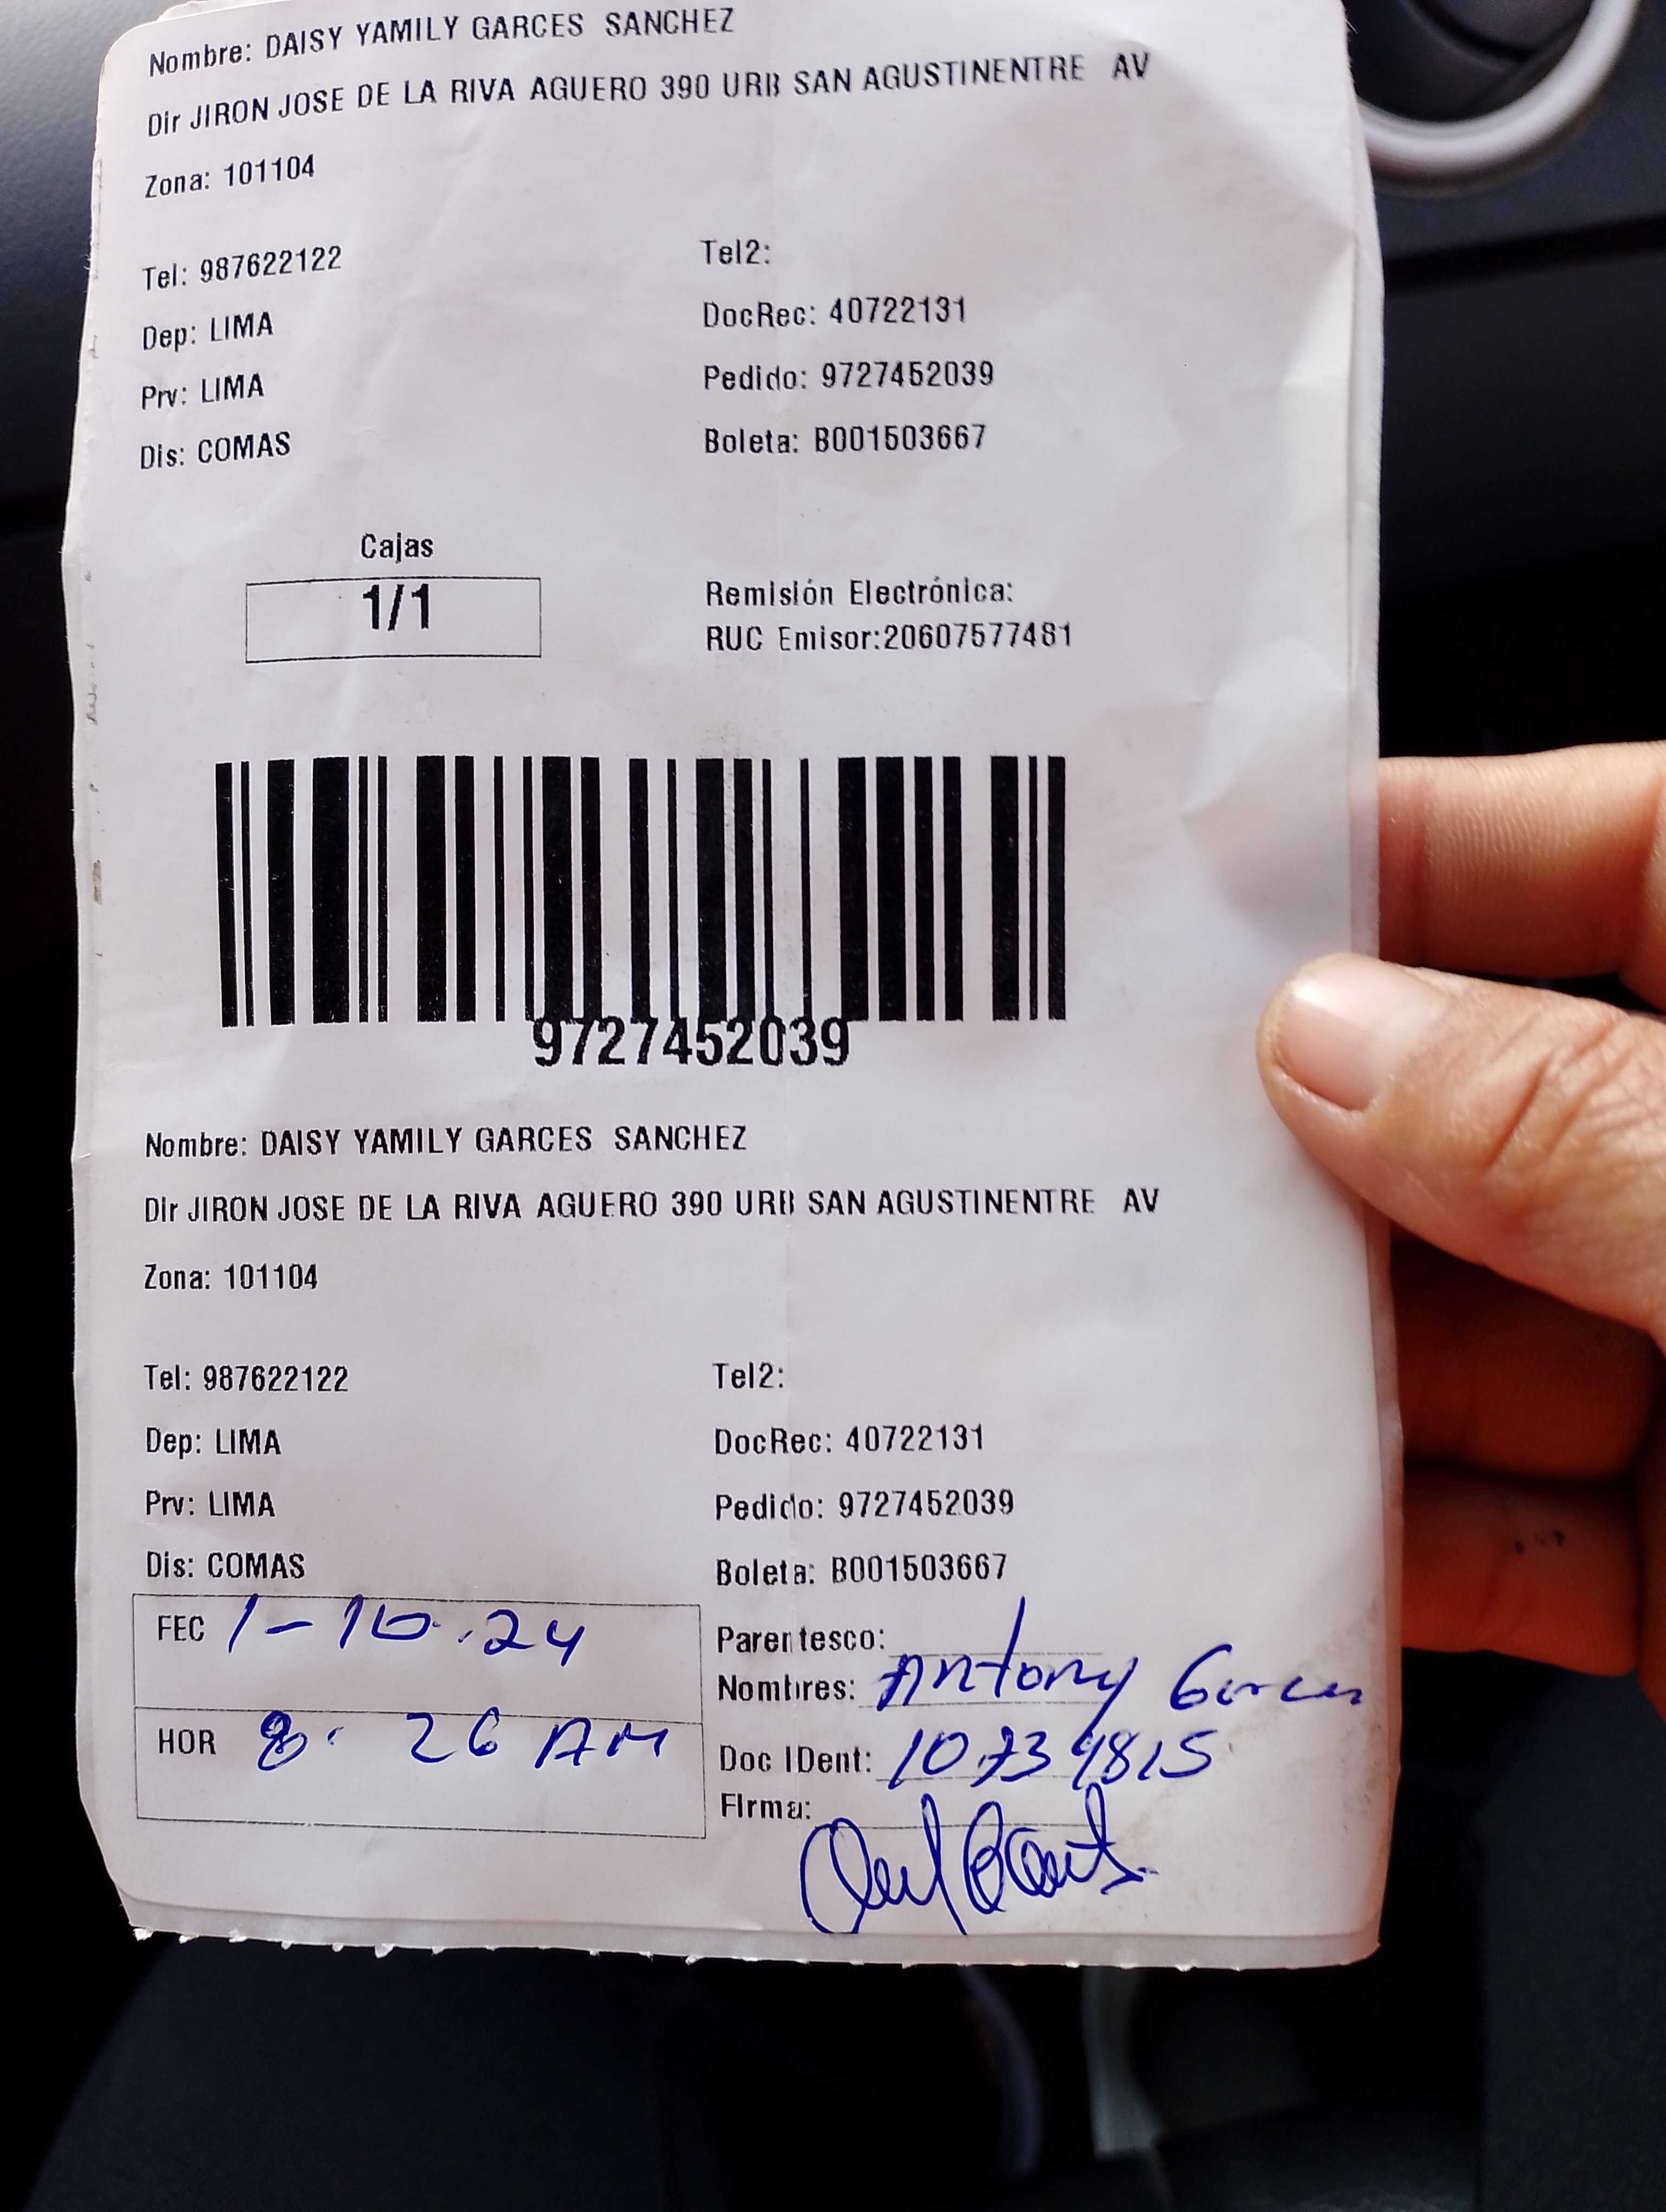 Nombre: DAISY YAMILY GARCES SANCHEZ
Dir JIRON JOSE DE LA RIVA AGUERO 390 URB SAN AGUSTINENTRE AV
Zona: 101104
Tel: 987622122 Tel2:
Dep: LIMA DocRec: 40722131
Prv: LIMA Pedido: 9727452039
Dis: COMAS Boleta: B001503667
Cajas
1/1
Remisión Electrónica:
RUC Emisor:20607577481
9727452039
Nombre: DAISY YAMILY GARCES SANCHEZ
Dir JIRON JOSE DE LA RIVA AGUERO 390 URB SAN AGUSTINENTRE AV
Zona: 101104
Tel: 987622122 Tel2:
Dep: LIMA DocRec: 40722131
Prv: LIMA Pedido: 9727452039
Dis: COMAS Boleta: B001503667
FEC 1-10.24
Parentesco:
Nombres: Antony Garces
HOR 8: 26 AM
Doc IDent: 10734815
Firma: